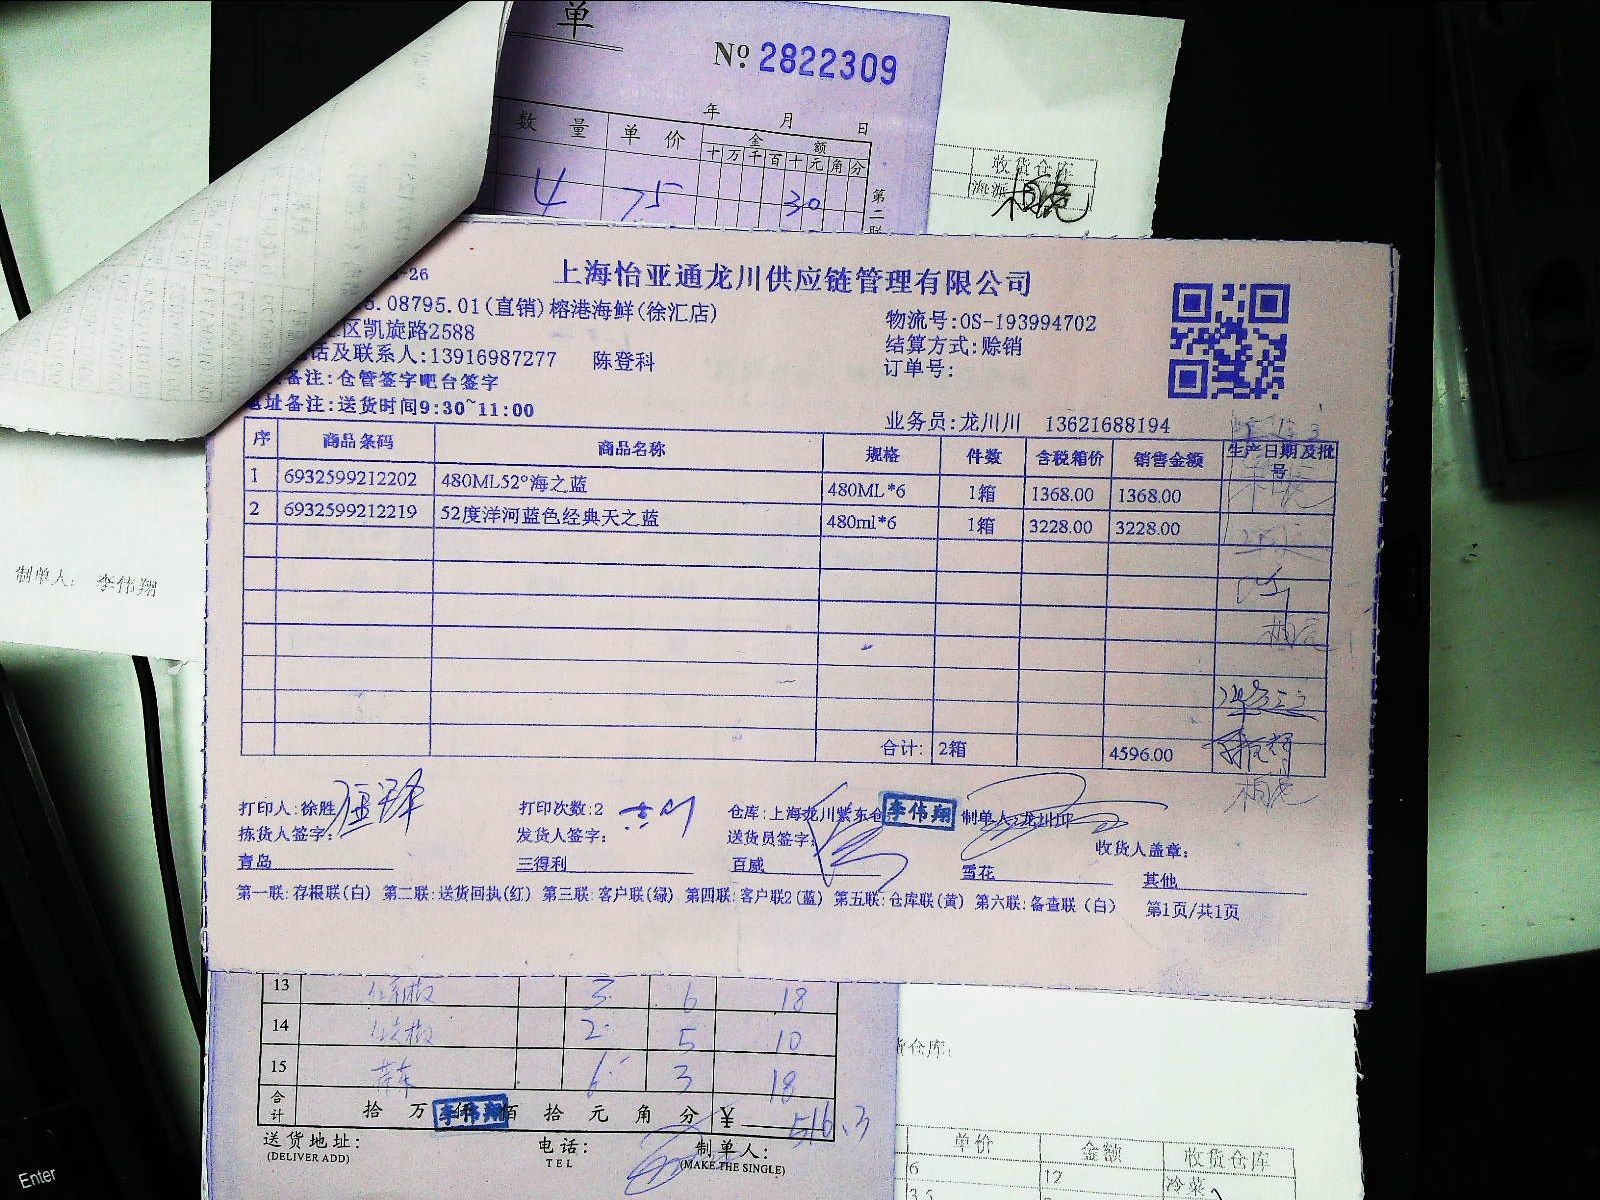 单
№ 2822309
年 月 日
数 量 单 价 金 额
十 万 千 百 十 元 角 分
4 75 30
第二联
收货仓库
-26
上海怡亚通龙川供应链管理有限公司
.08795.01(直销)榕港海鲜(徐汇店)
物流号:OS-193994702
区凯旋路2588
结算方式:赊销
话及联系人:13916987277 陈登科
订单号:
备注:仓管签字吧台签字
址备注:送货时间9:30~11:00
业务员:龙川川 13621688194
序 商品条码 商品名称 规格 件数 含税箱价 销售金额 生产日期及批号
1 6932599212202 480ML52°海之蓝 480ML*6 1箱 1368.00 1368.00
2 6932599212219 52度洋河蓝色经典天之蓝 480ml*6 1箱 3228.00 3228.00
合计: 2箱 4596.00
制单人: 李伟翔
打印人:徐胜 打印次数:2 仓库:上海龙川紫东仓 李伟翔 制单人:龙川川
拣货人签字: 发货人签字: 送货员签字: 收货人盖章:
青岛 三得利 百威 雪花 其他
第一联:存根联(白) 第二联:送货回执(红) 第三联:客户联(绿) 第四联:客户联2(蓝) 第五联:仓库联(黄) 第六联:备查联(白) 第1页/共1页
13 3 6 18
14 2 5 10
15 6 3 18
合计 拾 万 李伟翔 佰 拾 元 角 分 ¥ 516.3
送货地址: 电话: 制单人:
(DELIVER ADD) TEL (MAKE THE SINGLE)
货仓库:
单价 金额 收货仓库
6 12 冷菜
3.5
Enter